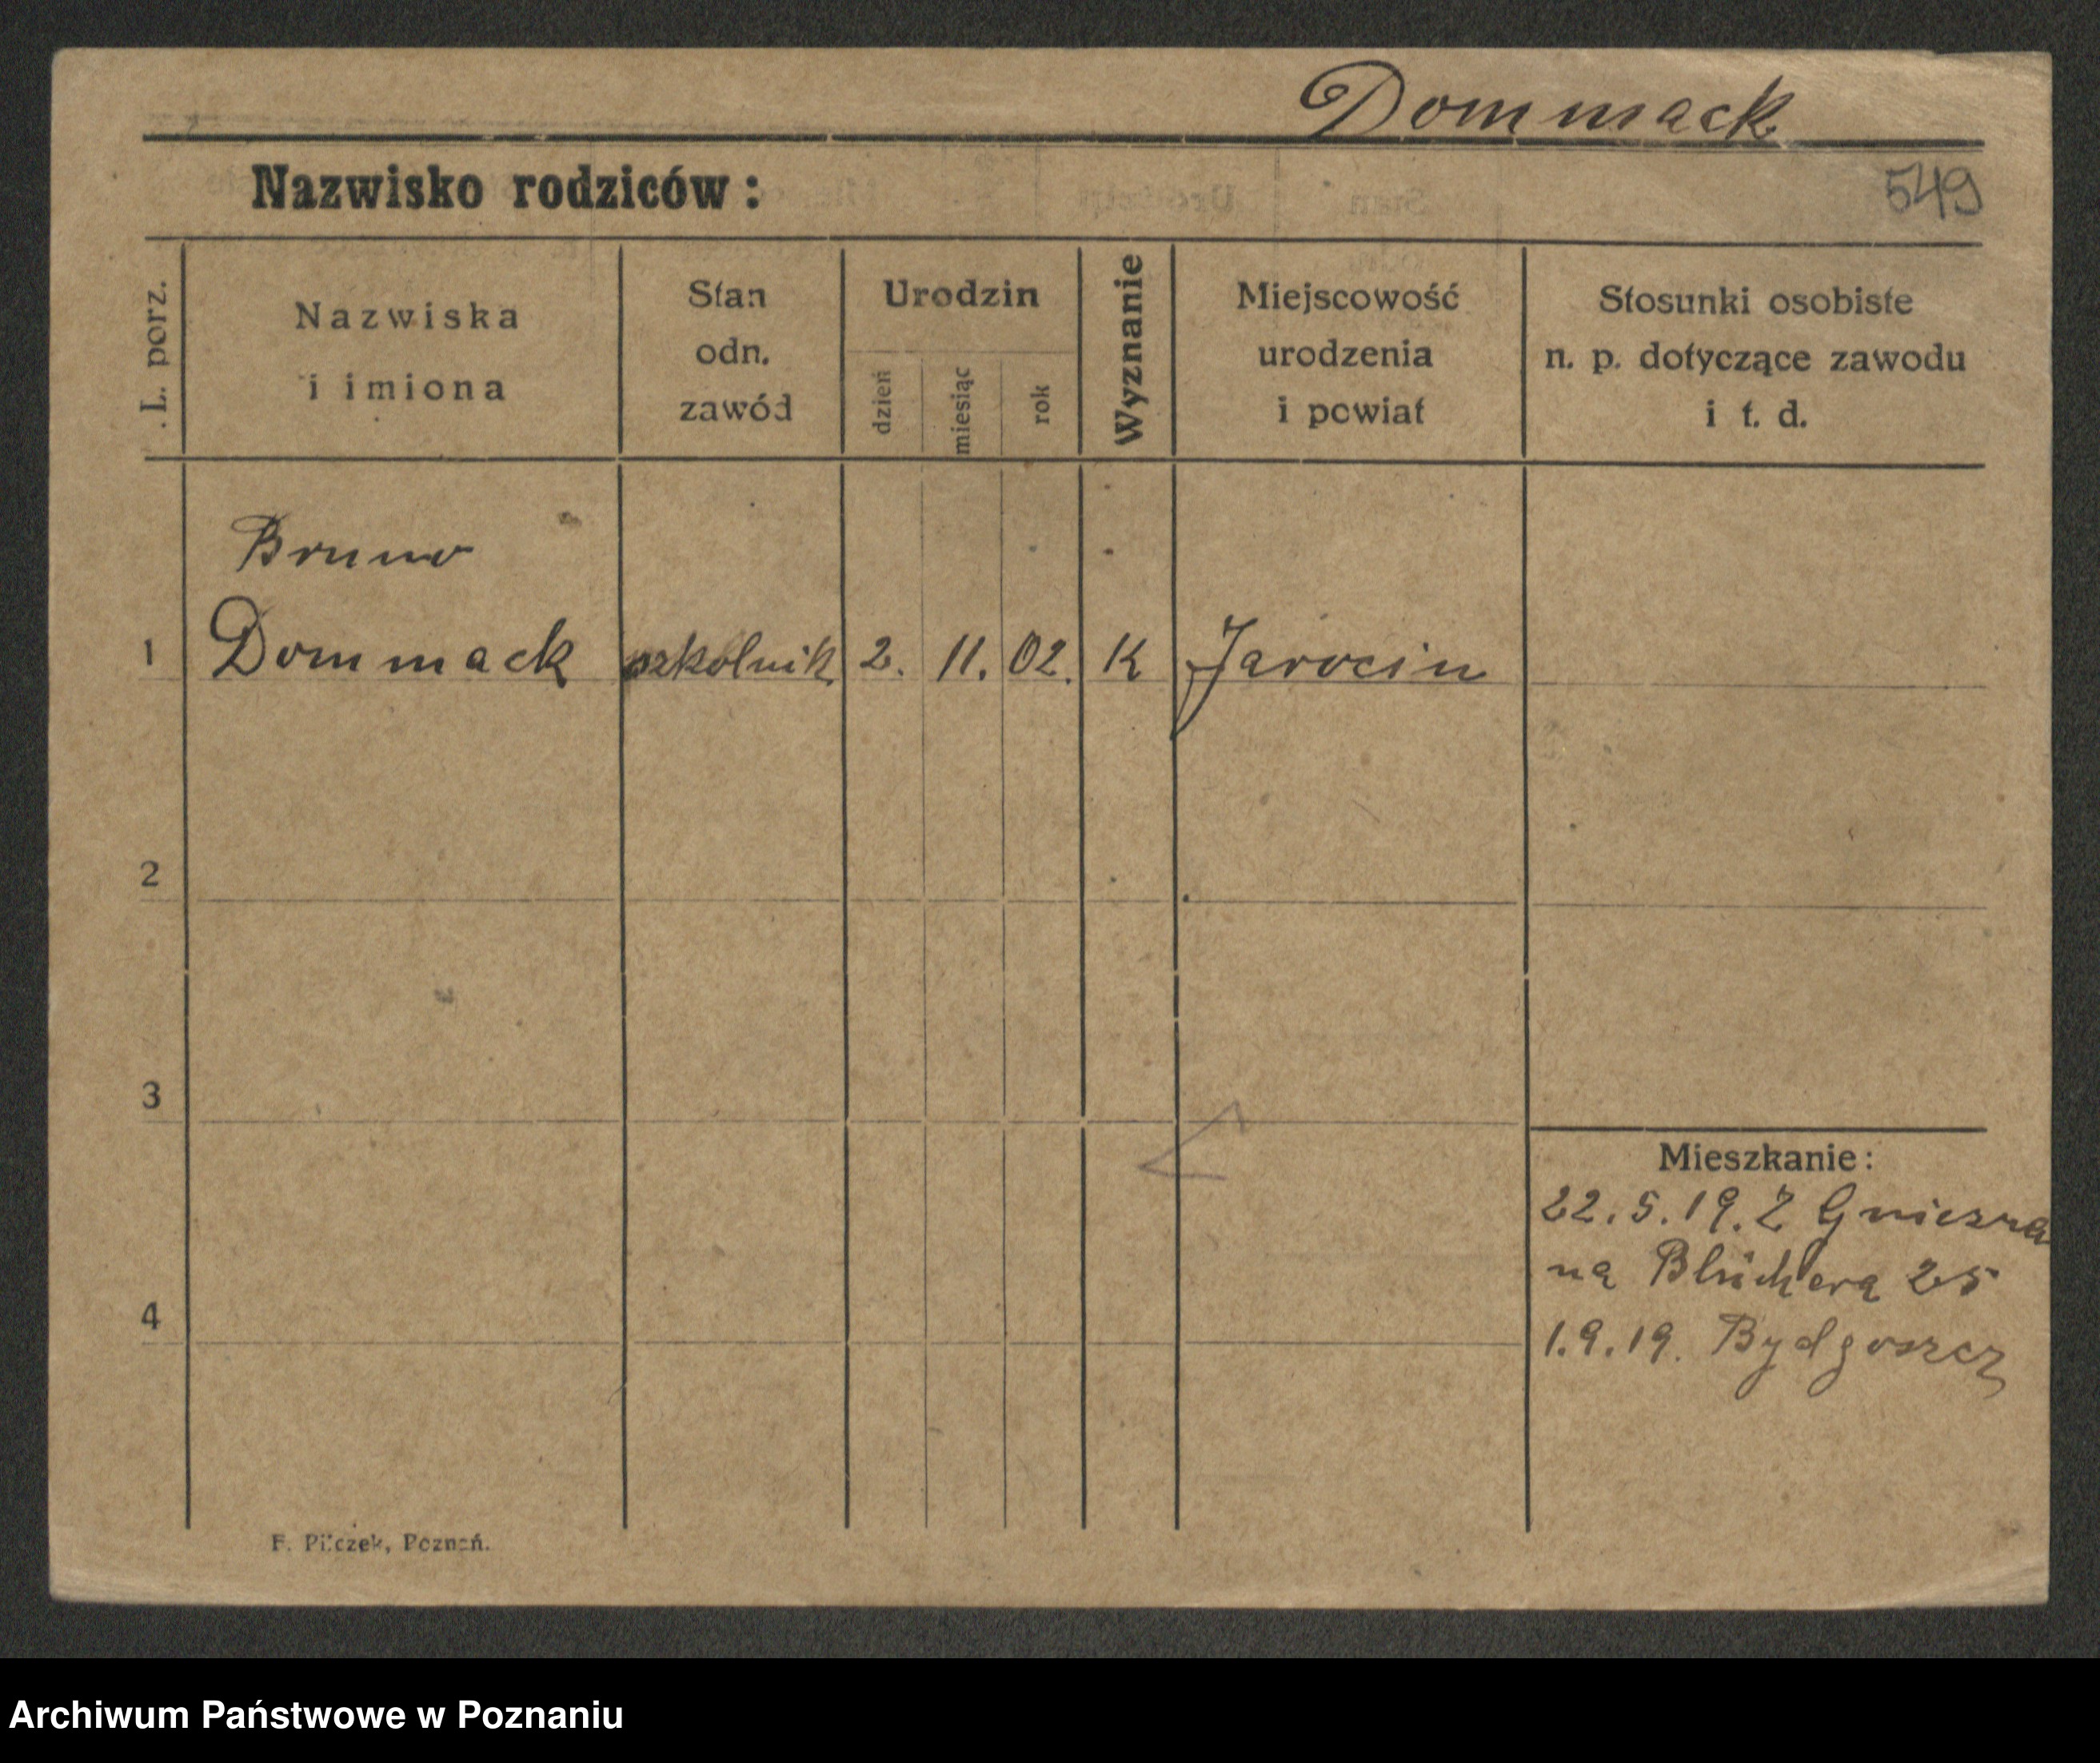 Dommack
Nazwisko rodziców:
549
L. porz.
Nazwiska
i imiona
Stan
odn.
zawód
Urodzin
dzień
miesiąc
rok
Wyznanie
Miejscowość
urodzenia
i powiat
Stosunki osobiste
n. p. dotyczące zawodu
i t. d.
Bruno
1 Dommack szkolnik 2. 11. 02. K Jarocin
2
3
4
Mieszkanie:
22.5.19. Z Gniezna
na Blüchera 25
1.9.19. Bydgoszcz
F. Pilczek, Poznań.
Archiwum Państwowe w Poznaniu